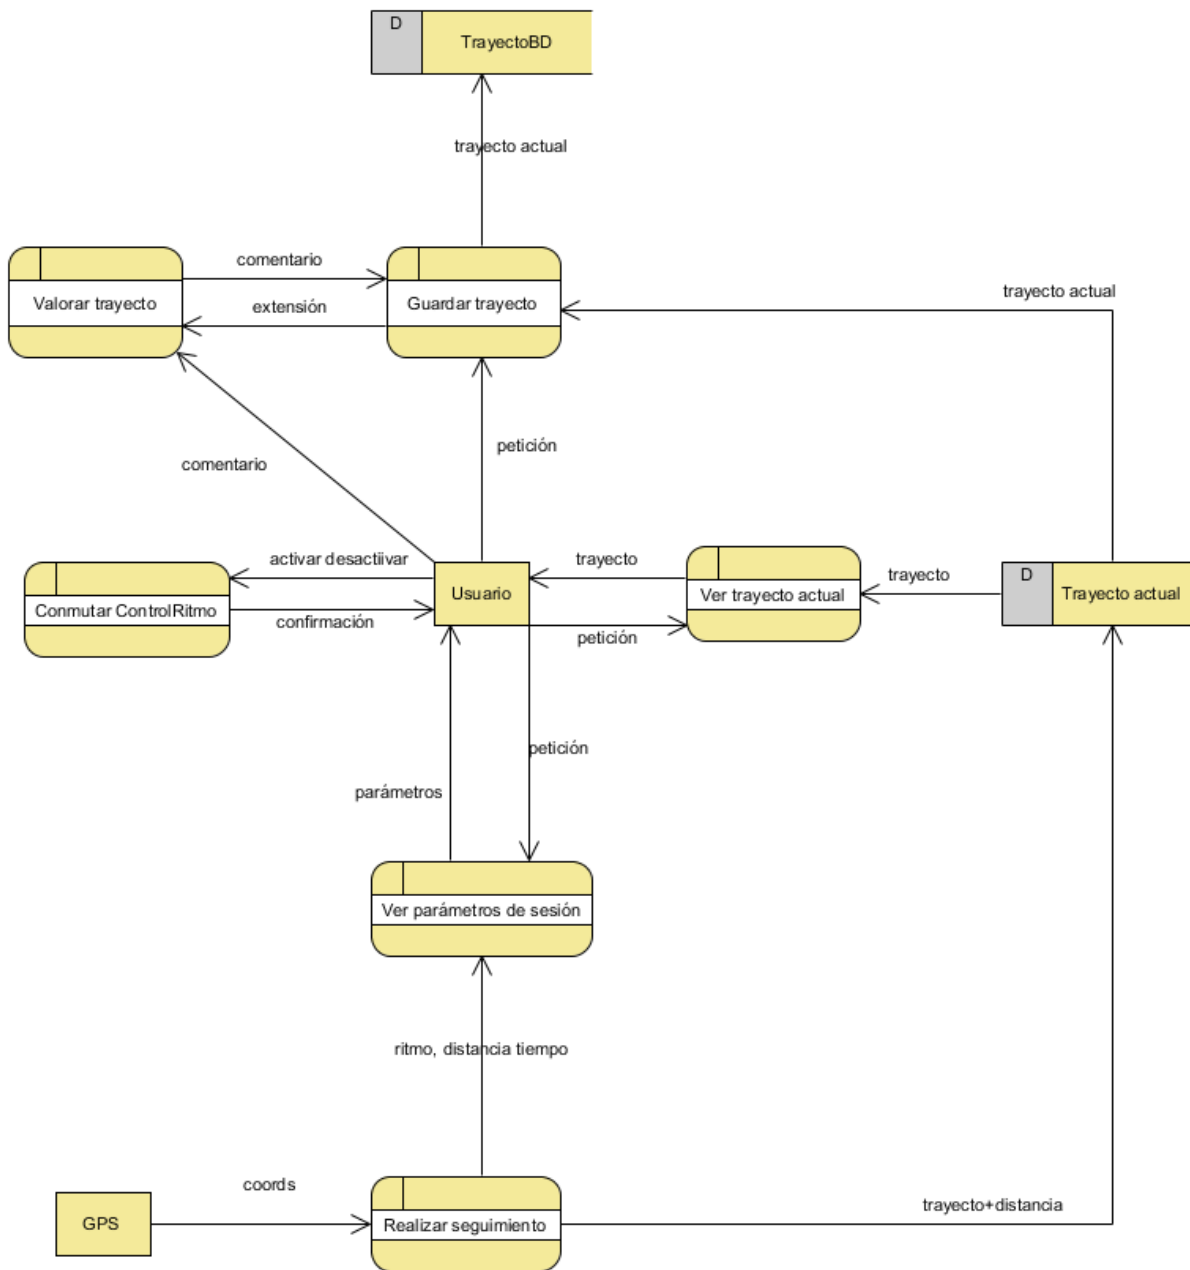 D
TrayectoBD
trayecto actual
comentario
Valorar trayecto
Guardar trayecto
extensión
trayecto actual
petición
comentario
activar desactiivar
Conmutar ControlRitmo
confirmación
Usuario
trayecto
petición
Ver trayecto actual
trayecto
D
Trayecto actual
petición
parámetros
Ver parámetros de sesión
ritmo, distancia tiempo
coords
GPS
Realizar seguimiento
trayecto+distancia